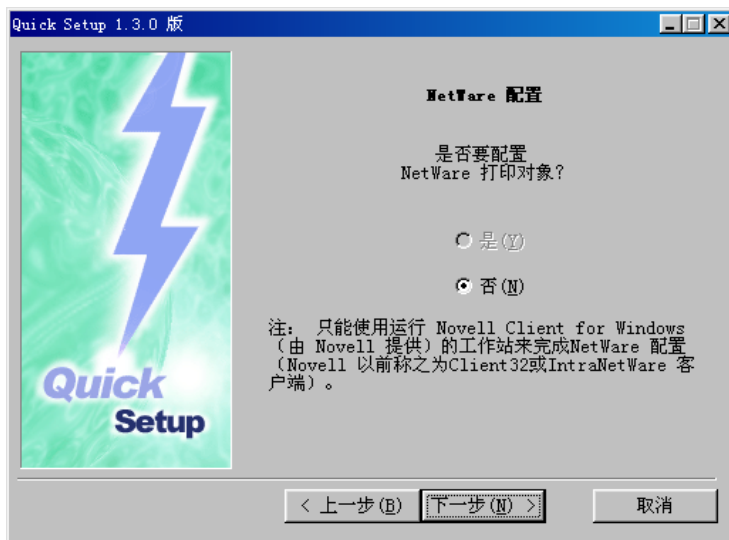 Quick Setup 1.3.0 版
NetWare 配置
是否要配置
NetWare 打印对象?
是(Y)
否(N)
注: 只能使用运行 Novell Client for Windows
(由 Novell 提供)的工作站来完成NetWare 配置
(Novell 以前称之为Client32或IntraNetWare 客
户端)。
Quick
Setup
< 上一步(B)
下一步(N) >
取消